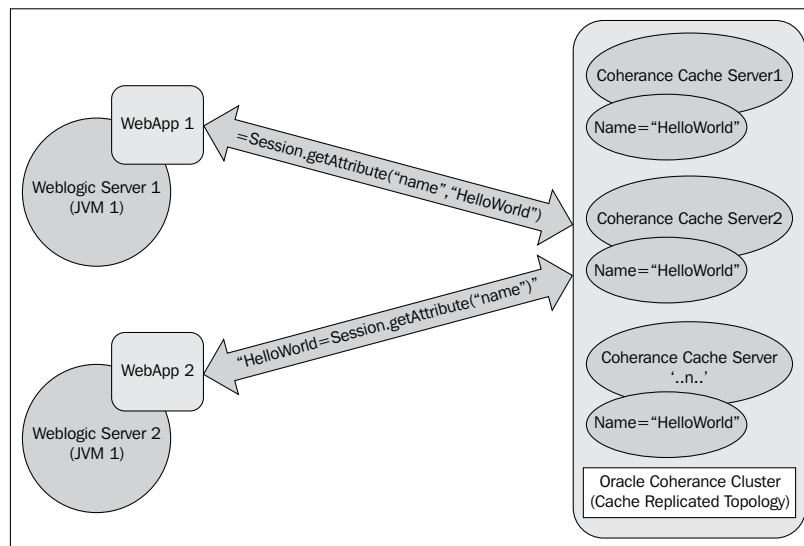 WebApp 1
Weblogic Server 1
(JVM 1)
=Session.getAttribute(“name”,“HelloWorld”)
WebApp 2
Weblogic Server 2
(JVM 1)
“HelloWorld=Session.getAttribute(“name”)”
Coherance Cache Server1
Name=“HelloWorld”
Coherance Cache Server2
Name=“HelloWorld”
Coherance Cache Server
‘..n..’
Name=“HelloWorld”
Oracle Coherance Cluster
(Cache Replicated Topology)